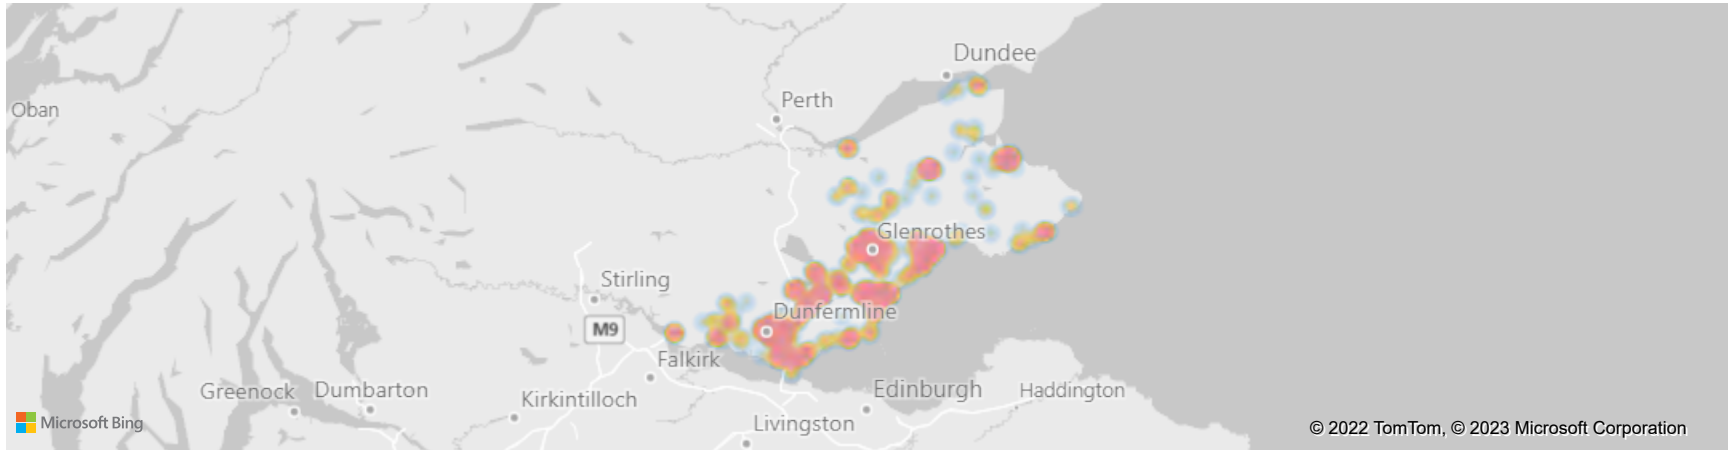 Dundee
Perth
Oban
Glenrothes
Stirling
Dunfermline
M9
Falkirk
Greenock
Dumbarton
Edinburgh
Haddington
Kirkintilloch
Livingston
Microsoft Bing
© 2022 TomTom, © 2023 Microsoft Corporation